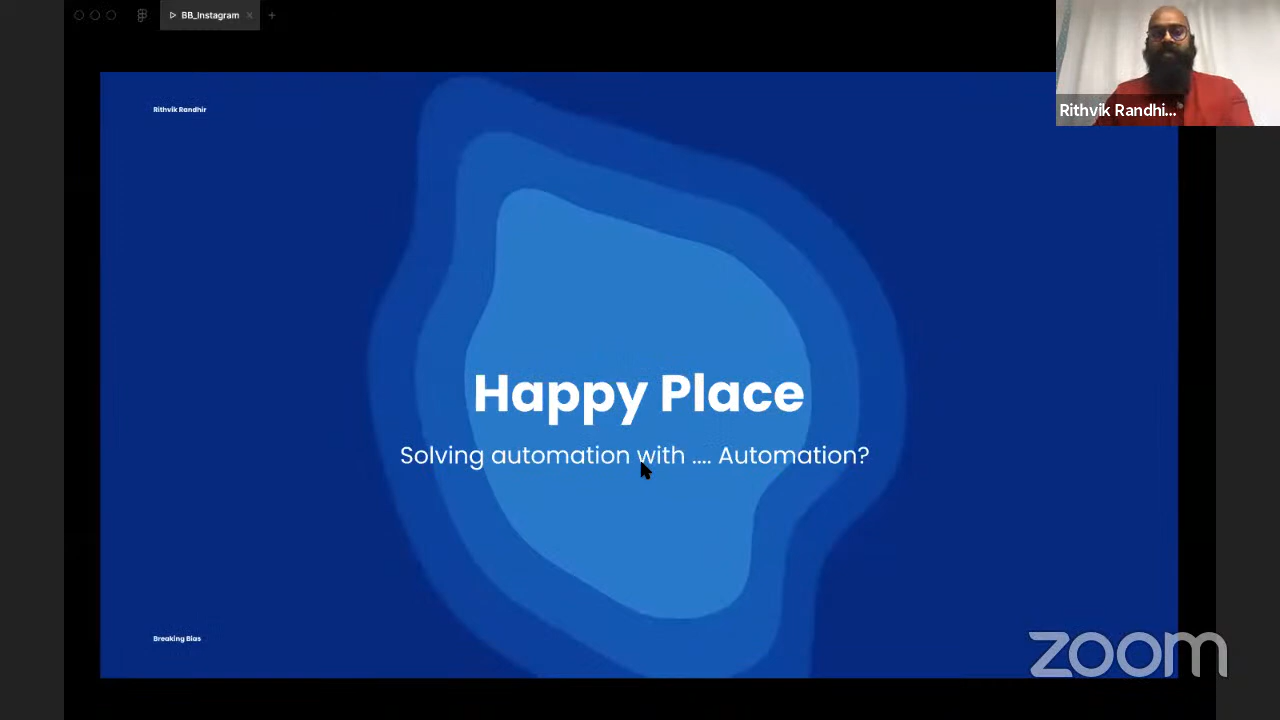 BB_Instagram
Rithvik Randhir
Rithvik Randhi...
Happy Place
Solving automation with .... Automation?
Breaking Bias
zoom